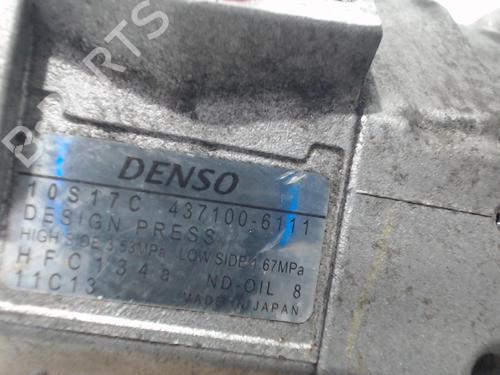 B-PARTS
DENSO
10S17C 437100-6111
DESIGN PRESS
HIGH SIDE 3.53MPa LOW SIDE 1.67MPa
HFC134a ND-OIL 8
11C13 MADE IN JAPAN